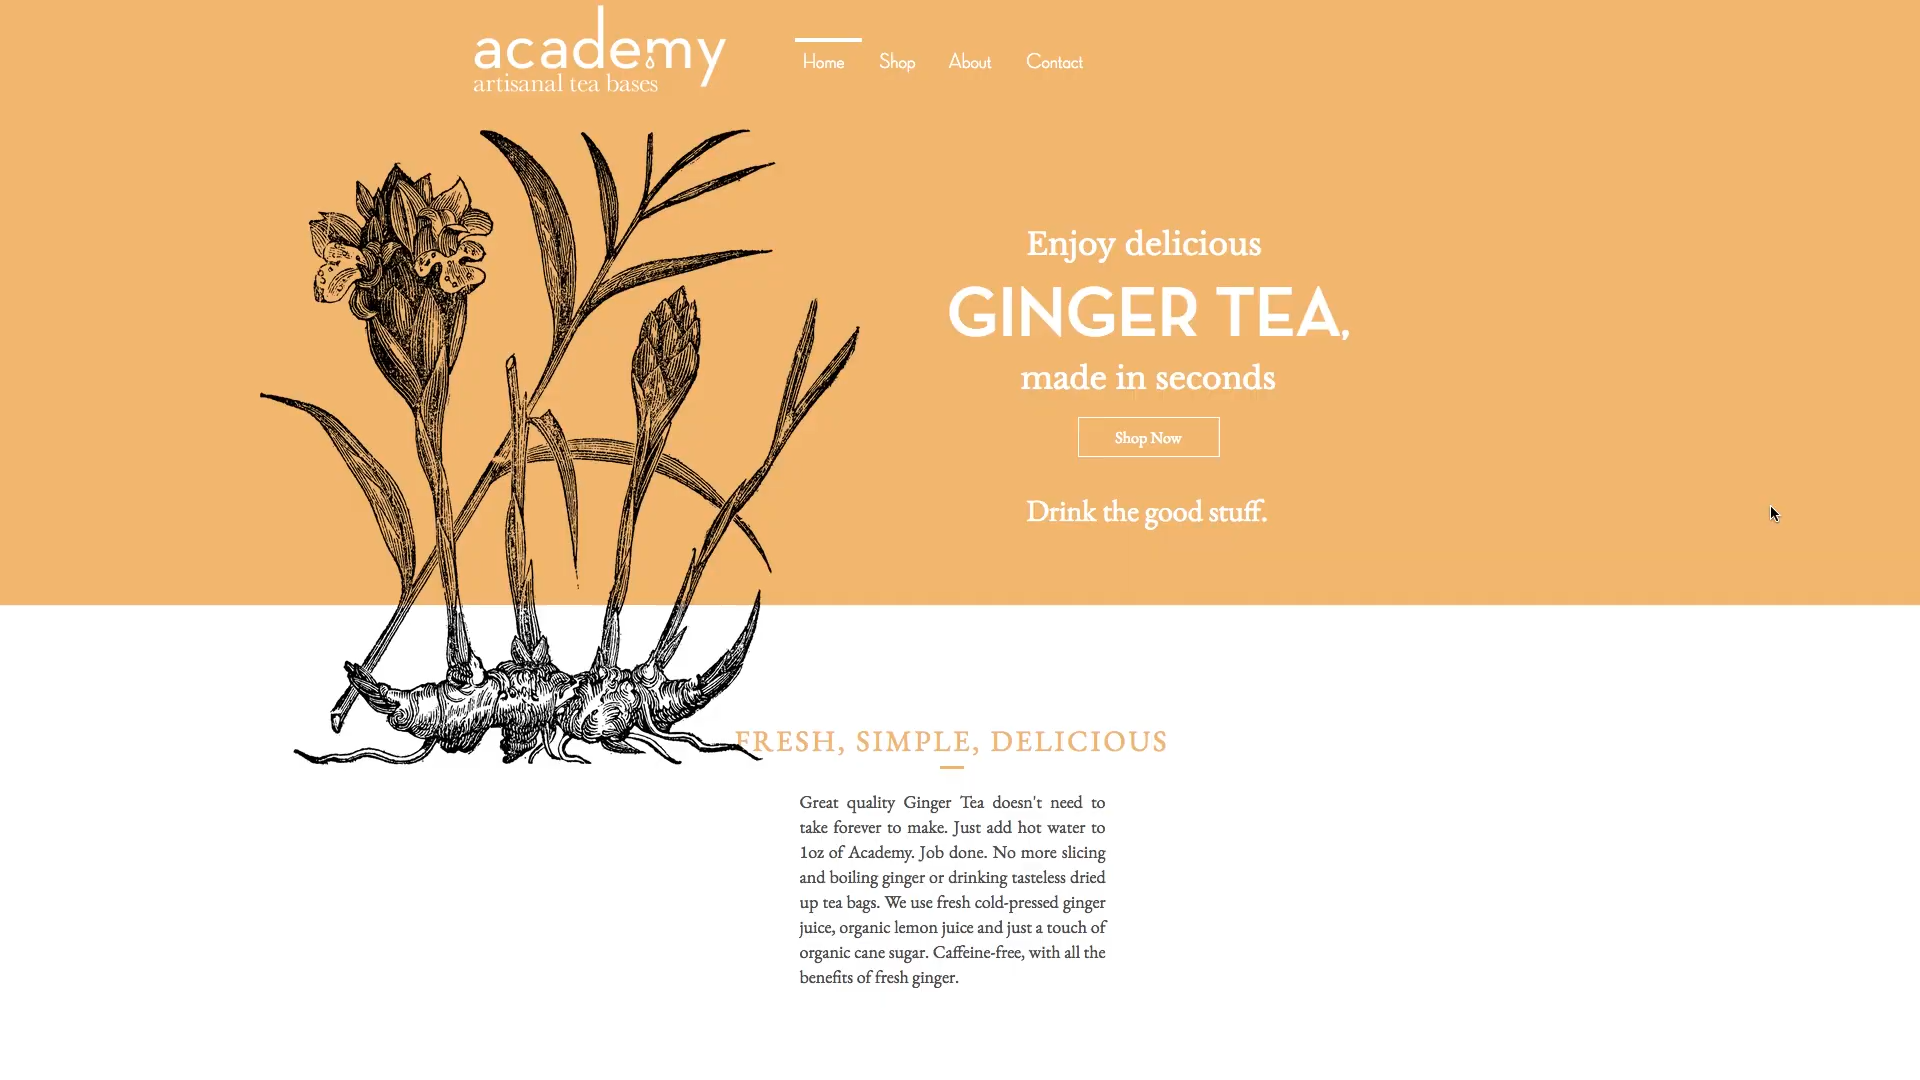 academy
artisanal tea bases
Home Shop About Contact
Enjoy delicious
GINGER TEA,
made in seconds
Shop Now
Drink the good stuff.
FRESH, SIMPLE, DELICIOUS
Great quality Ginger Tea doesn't need to
take forever to make. Just add hot water to
1oz of Academy. Job done. No more slicing
and boiling ginger or drinking tasteless dried
up tea bags. We use fresh cold-pressed ginger
juice, organic lemon juice and just a touch of
organic cane sugar. Caffeine-free, with all the
benefits of fresh ginger.